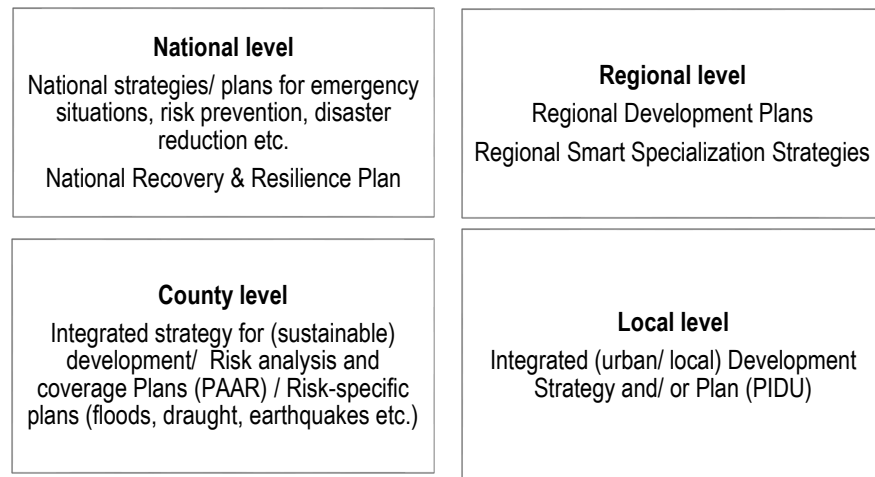 National level
National strategies/ plans for emergency
situations, risk prevention, disaster
reduction etc.
National Recovery & Resilience Plan
Regional level
Regional Development Plans
Regional Smart Specialization Strategies
County level
Integrated strategy for (sustainable)
development/ Risk analysis and
coverage Plans (PAAR) / Risk-specific
plans (floods, draught, earthquakes etc.)
Local level
Integrated (urban/ local) Development
Strategy and/ or Plan (PIDU)